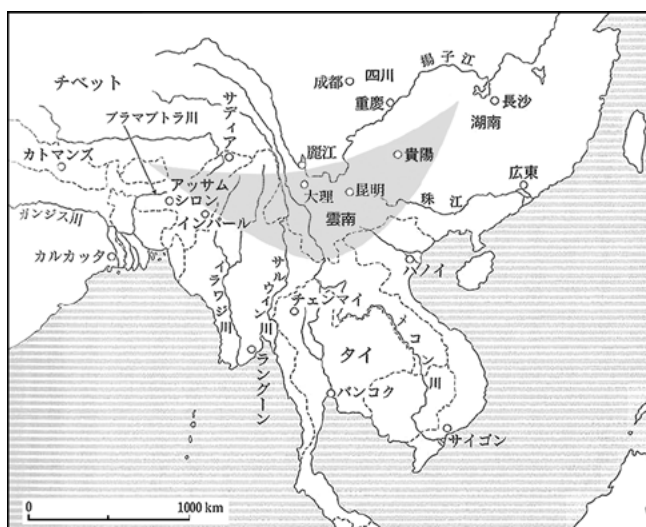 チベット
成都
四川
揚子江
重慶
長沙
湖南
サディア
ブラマプトラ川
麗江
貴陽
カトマンズ
アッサム
シロン
大理
昆明
広東
インパール
雲南
珠江
ガンジス川
カルカッタ
イラワジ川
サルウィン川
ハノイ
チェンマイ
メコン川
タイ
ラングーン
バンコク
サイゴン
0 1000 km